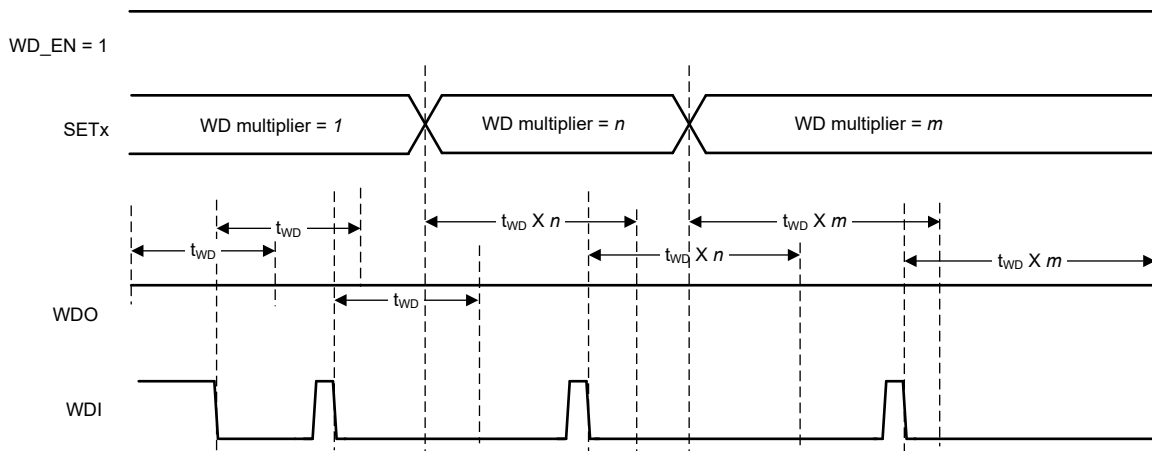 WD_EN = 1
SETx
WD multiplier = 1
WD multiplier = n
WD multiplier = m
tWD
tWD X n
tWD X m
tWD
tWD X n
tWD X m
tWD
WDO
WDI